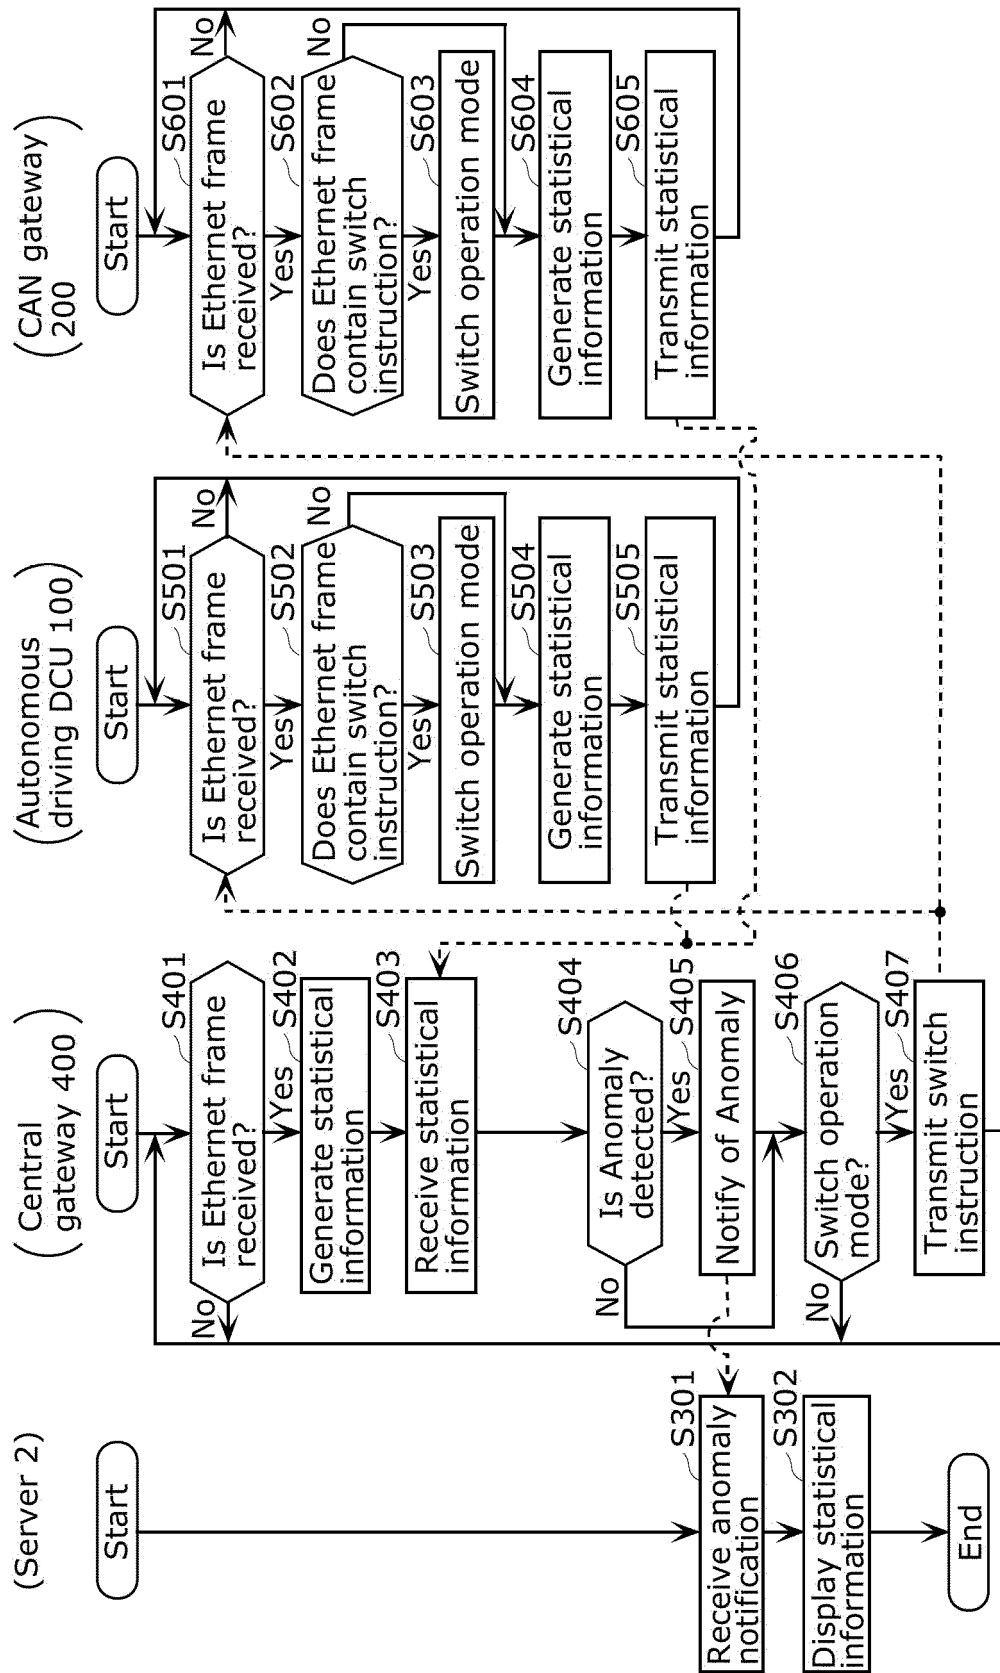 (Server 2)
Start
S301
Receive anomaly
notification
S302
Display statistical
information
End
(Central
gateway 400)
Start
S401
Is Ethernet frame
received?
No
Yes
S402
Generate statistical
information
S403
Receive statistical
information
S404
Is Anomaly
detected?
No
Yes
S405
Notify of Anomaly
S406
Switch operation
mode?
No
Yes
S407
Transmit switch
instruction
(Autonomous
driving DCU 100)
Start
S501
Is Ethernet frame
received?
No
Yes
S502
Does Ethernet frame
contain switch
instruction?
No
Yes
S503
Switch operation mode
S504
Generate statistical
information
S505
Transmit statistical
information
(CAN gateway
200)
Start
S601
Is Ethernet frame
received?
No
Yes
S602
Does Ethernet frame
contain switch
instruction?
No
Yes
S603
Switch operation mode
S604
Generate statistical
information
S605
Transmit statistical
information